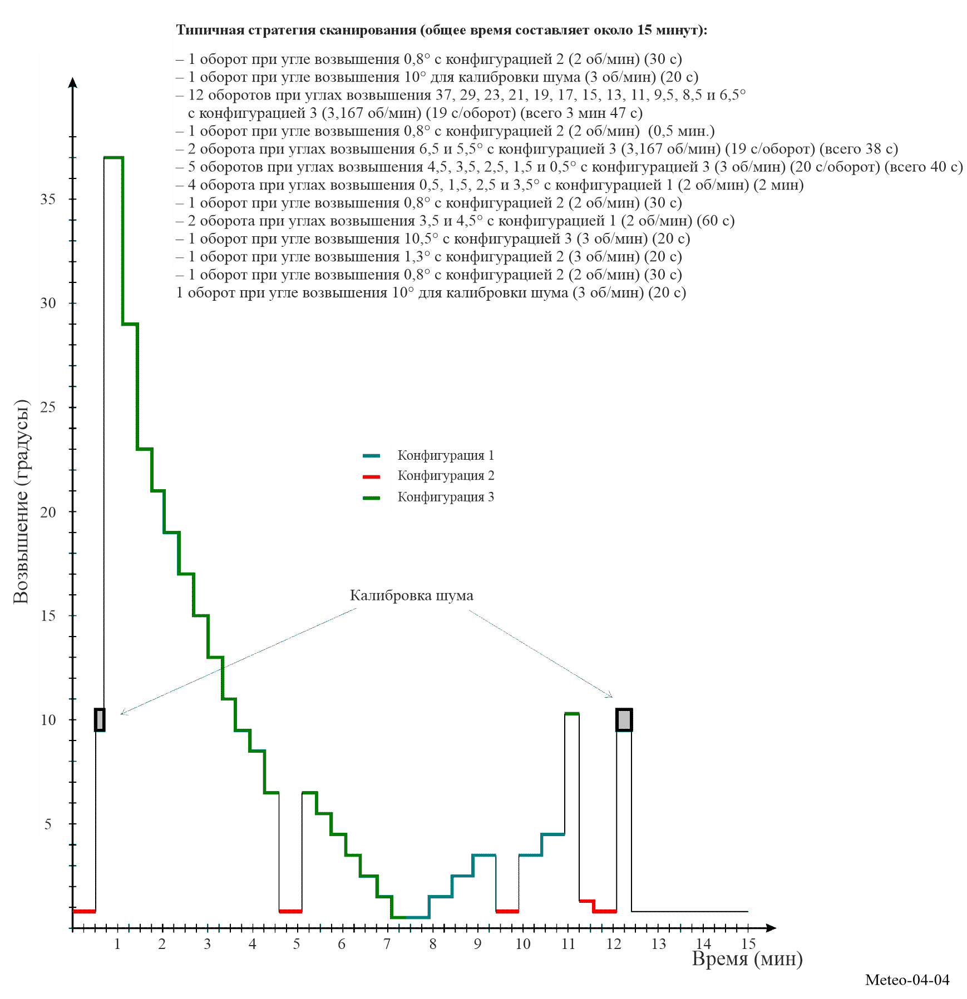 Типичная стратегия сканирования (общее время составляет около 15 минут):
– 1 оборот при угле возвышения 0,8° с конфигурацией 2 (2 об/мин) (30 с)
– 1 оборот при угле возвышения 10° для калибровки шума (3 об/мин) (20 с)
– 12 оборотов при углах возвышения 37, 29, 23, 21, 19, 17, 15, 13, 11, 9,5, 8,5 и 6,5°
с конфигурацией 3 (3,167 об/мин) (19 с/оборот) (всего 3 мин 47 с)
– 1 оборот при угле возвышения 0,8° с конфигурацией 2 (2 об/мин) (0,5 мин.)
– 2 оборота при углах возвышения 6,5 и 5,5° с конфигурацией 3 (3,167 об/мин) (19 с/оборот) (всего 38 с)
– 5 оборотов при углах возвышения 4,5, 3,5, 2,5, 1,5 и 0,5° с конфигурацией 3 (3 об/мин) (20 с/оборот) (всего 40 с)
– 4 оборота при углах возвышения 0,5, 1,5, 2,5 и 3,5° с конфигурацией 1 (2 об/мин) (2 мин)
– 1 оборот при угле возвышения 0,8° с конфигурацией 2 (2 об/мин) (30 с)
– 2 оборота при углах возвышения 3,5 и 4,5° с конфигурацией 1 (2 об/мин) (60 с)
– 1 оборот при угле возвышения 10,5° с конфигурацией 3 (3 об/мин) (20 с)
– 1 оборот при угле возвышения 1,3° с конфигурацией 2 (3 об/мин) (20 с)
– 1 оборот при угле возвышения 0,8° с конфигурацией 2 (2 об/мин) (30 с)
1 оборот при угле возвышения 10° для калибровки шума (3 об/мин) (20 с)
Возвышение (градусы)
35
30
25
20
15
10
5
Конфигурация 1
Конфигурация 2
Конфигурация 3
Калибровка шума
1 2 3 4 5 6 7 8 9 10 11 12 13 14 15
Время (мин)
Meteo-04-04